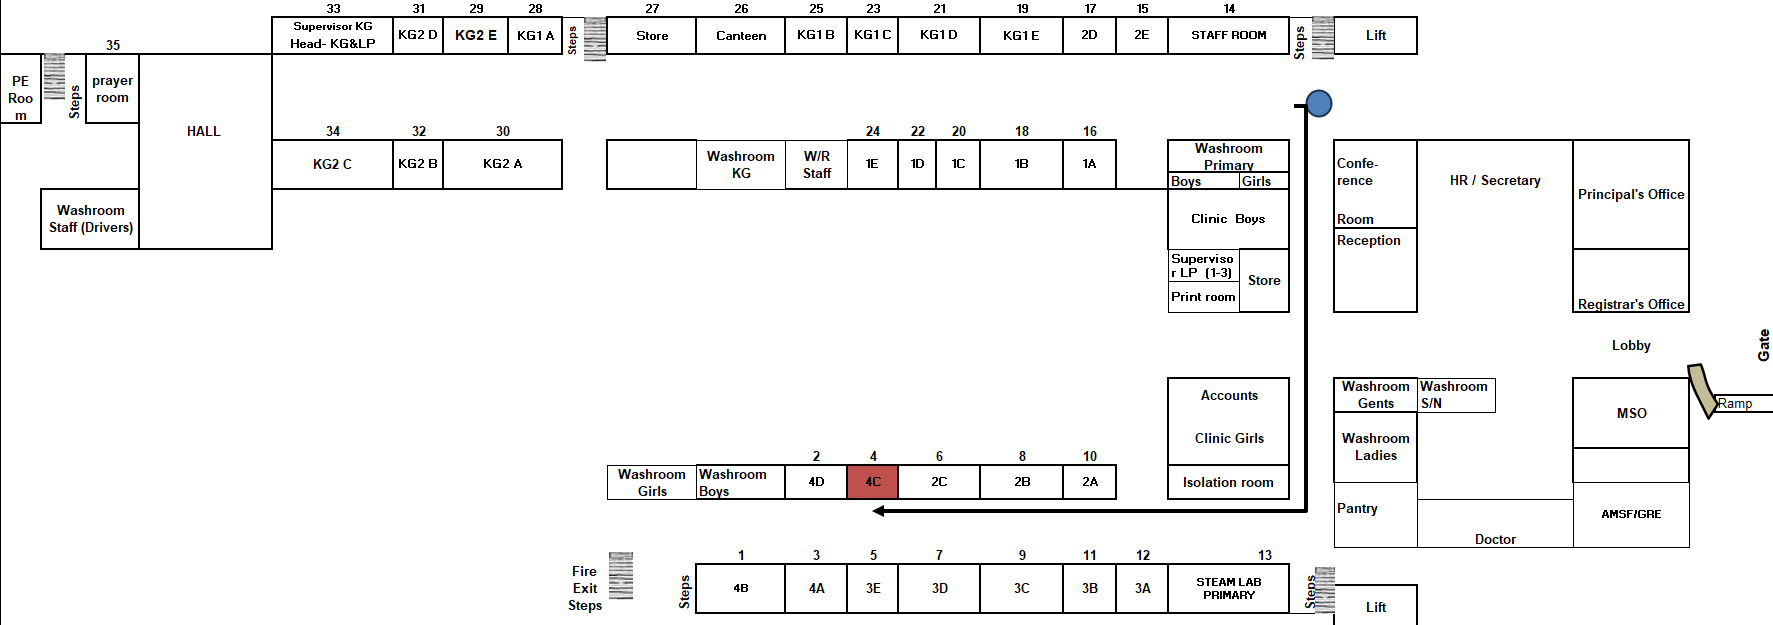 33
31
29
28
27
26
25
23
21
19
17
15
14
Supervisor KG
Head- KG&LP
KG2 D
KG2 E
KG1 A
Steps
Store
Canteen
KG1 B
KG1 C
KG1 D
KG1 E
2D
2E
STAFF ROOM
Steps
Lift
35
PE
Roo
m
Steps
prayer
room
HALL
34
32
30
24
22
20
18
16
KG2 C
KG2 B
KG2 A
Washroom
KG
W/R
Staff
1E
1D
1C
1B
1A
Washroom
Primary
Boys
Girls
Clinic Boys
Superviso
r LP (1-3)
Print room
Store
Confe-
rence
Room
Reception
HR / Secretary
Principal's Office
Registrar's Office
Washroom
Staff (Drivers)
Lobby
Gate
Ramp
Accounts
Clinic Girls
Isolation room
Washroom
Gents
Washroom
S/N
Washroom
Ladies
Pantry
Doctor
MSO
AMSF/GRE
2
4
6
8
10
Washroom
Girls
Washroom
Boys
4D
4C
2C
2B
2A
1
3
5
7
9
11
12
13
Fire
Exit
Steps
Steps
4B
4A
3E
3D
3C
3B
3A
STEAM LAB
PRIMARY
Steps
Lift